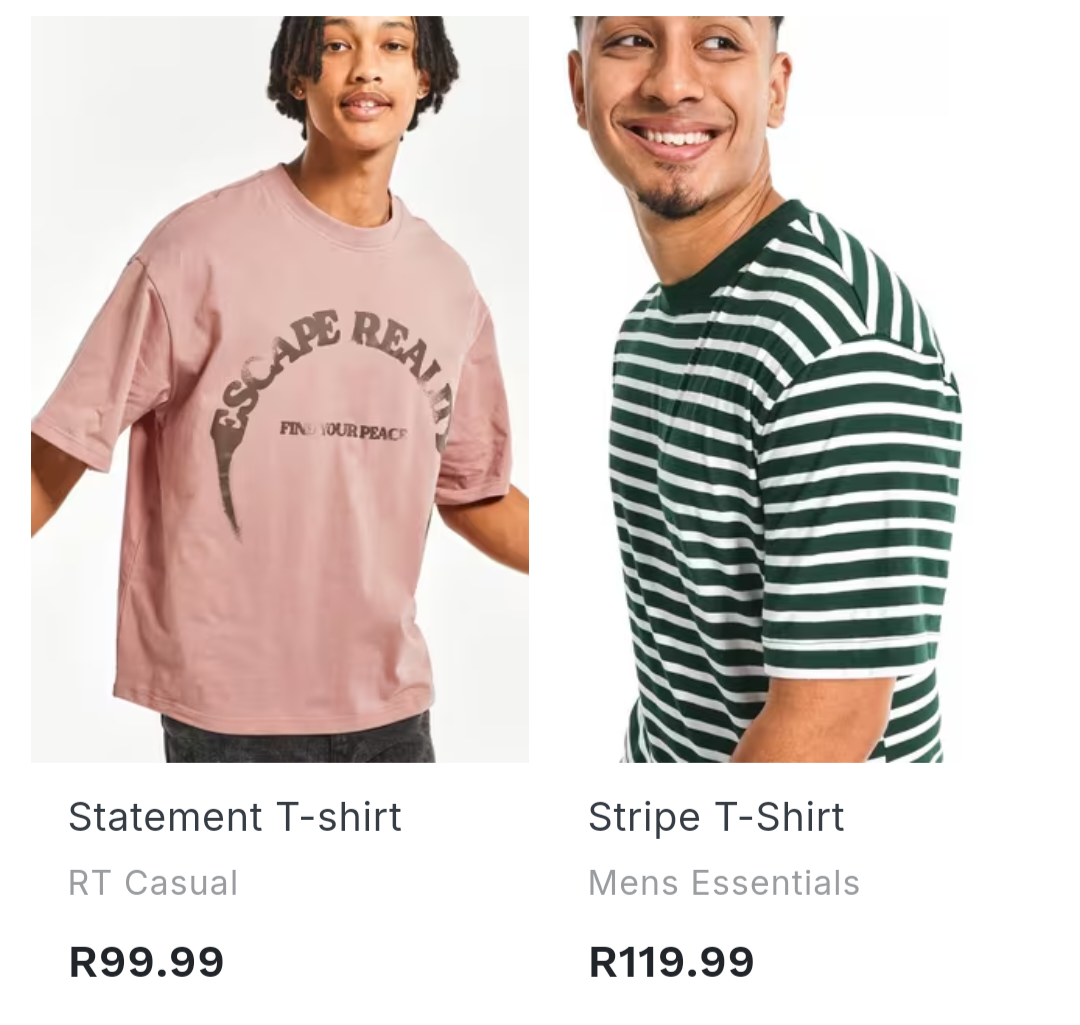 ESCAPE REALITY
FIND YOUR PEACE
Statement T-shirt
RT Casual
R99.99
Stripe T-Shirt
Mens Essentials
R119.99